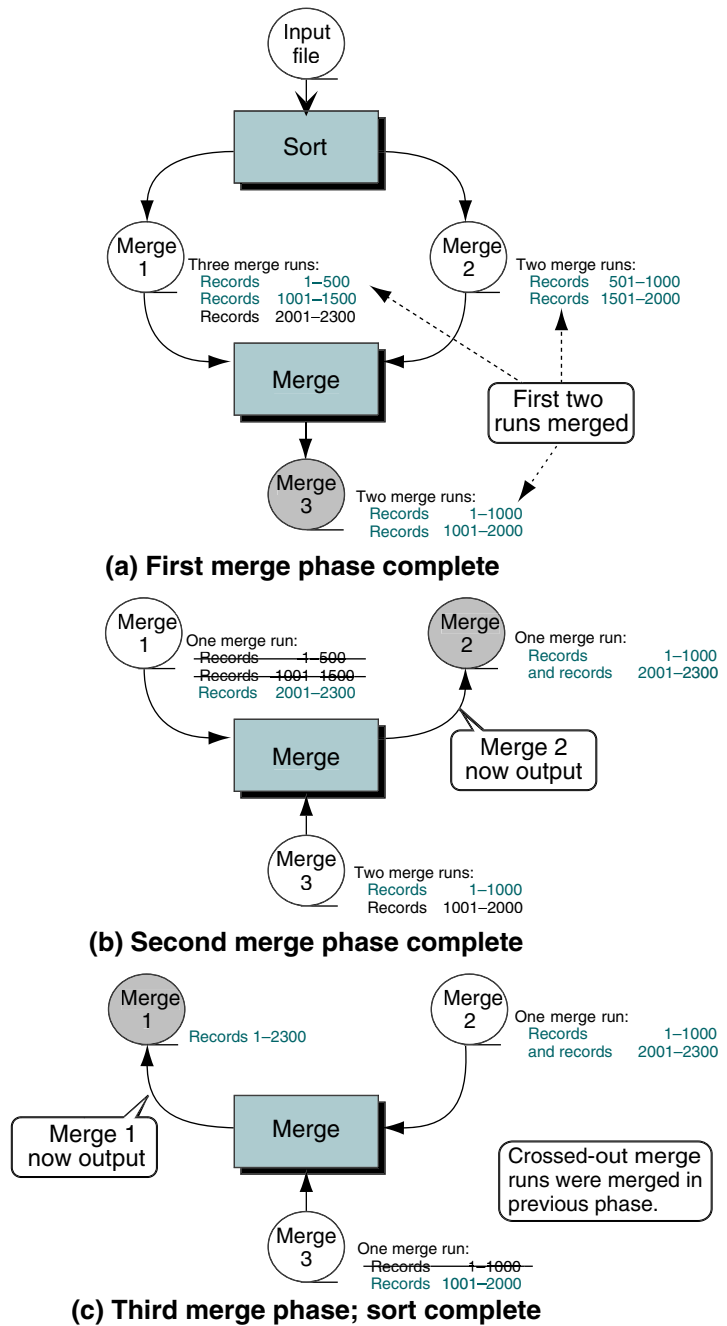 Input
file
Sort
Merge
1
Three merge runs:
Records 1–500
Records 1001–1500
Records 2001–2300
Merge
2
Two merge runs:
Records 501–1000
Records 1501–2000
Merge
First two
runs merged
Merge
3
Two merge runs:
Records 1–1000
Records 1001–2000
(a) First merge phase complete
Merge
1
One merge run:
Records 1–500
Records 1001–1500
Records 2001–2300
Merge
2
One merge run:
Records 1–1000
and records 2001–2300
Merge
Merge 2
now output
Merge
3
Two merge runs:
Records 1–1000
Records 1001–2000
(b) Second merge phase complete
Merge
1
Records 1–2300
Merge
2
One merge run:
Records 1–1000
and records 2001–2300
Merge 1
now output
Merge
Crossed-out merge
runs were merged in
previous phase.
Merge
3
One merge run:
Records 1–1000
Records 1001–2000
(c) Third merge phase; sort complete